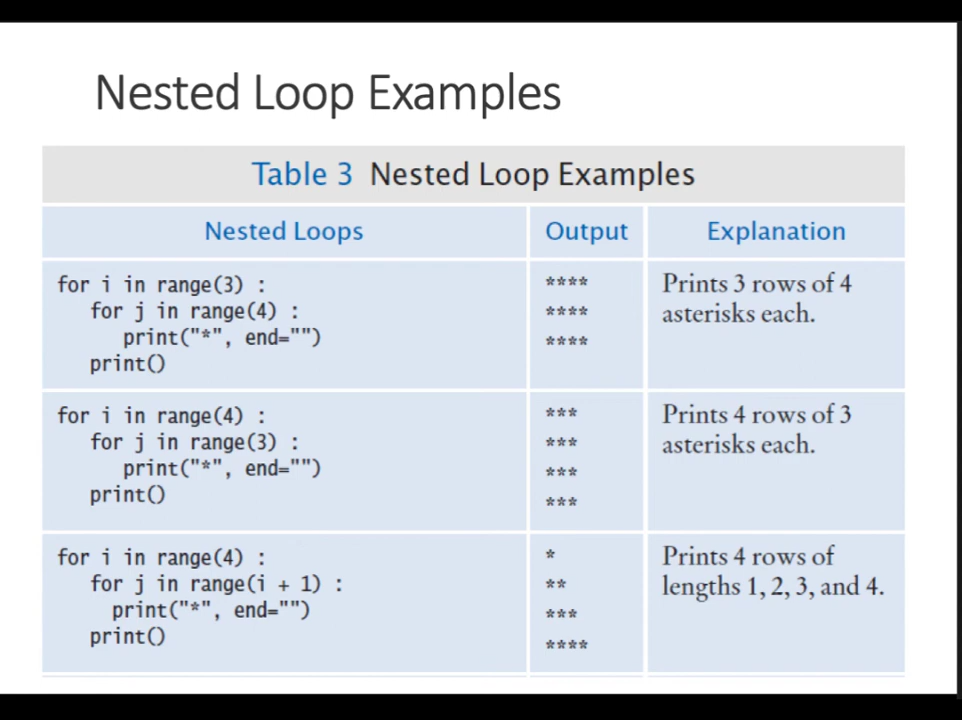 Nested Loop Examples
Table 3 Nested Loop Examples
Nested Loops
Output
Explanation
for i in range(3) :
for j in range(4) :
print("*", end="")
print()
****
****
****
Prints 3 rows of 4
asterisks each.
for i in range(4) :
for j in range(3) :
print("*", end="")
print()
***
***
***
***
Prints 4 rows of 3
asterisks each.
for i in range(4) :
for j in range(i + 1) :
print("*", end="")
print()
*
**
***
****
Prints 4 rows of
lengths 1, 2, 3, and 4.